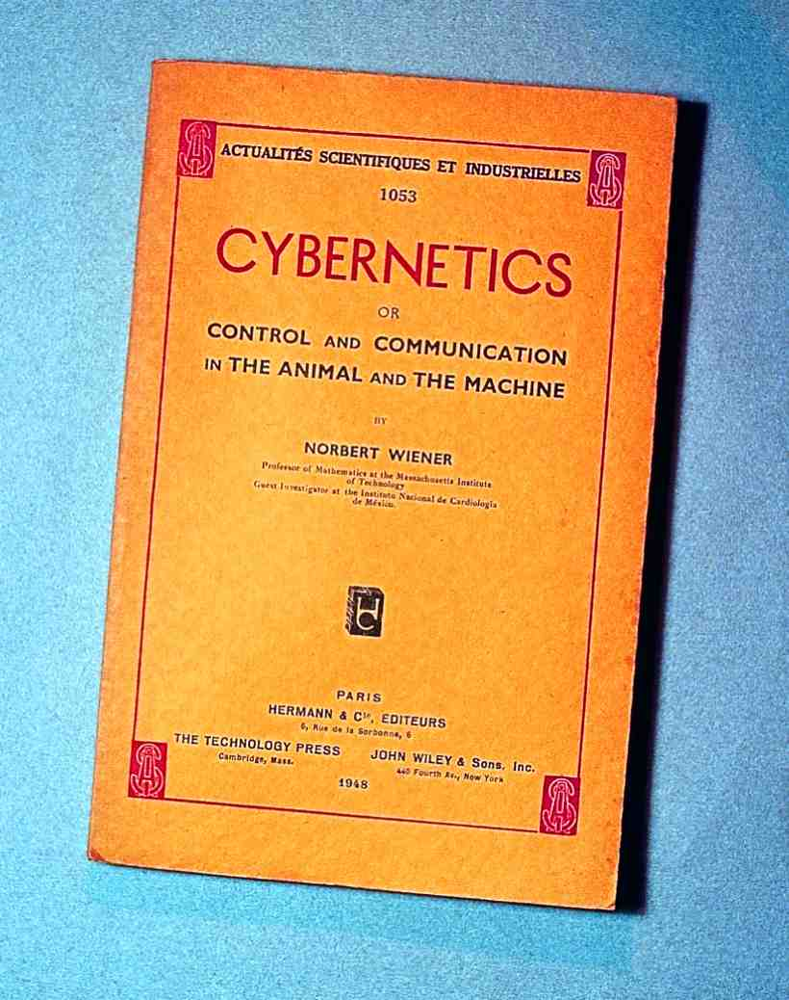 ACTUALITÉS SCIENTIFIQUES ET INDUSTRIELLES
1053
CYBERNETICS
OR
CONTROL AND COMMUNICATION
IN THE ANIMAL AND THE MACHINE
BY
NORBERT WIENER
Professor of Mathematics at the Massachusetts Institute
of Technology
Guest Investigator at the Instituto Nacional de Cardiologia
de México.
HC
PARIS
HERMANN & Cie, EDITEURS
6, Rue de la Sorbonne, 6
THE TECHNOLOGY PRESS
Cambridge, Mass.
JOHN WILEY & Sons, Inc.
440 Fourth Av., New York
1948